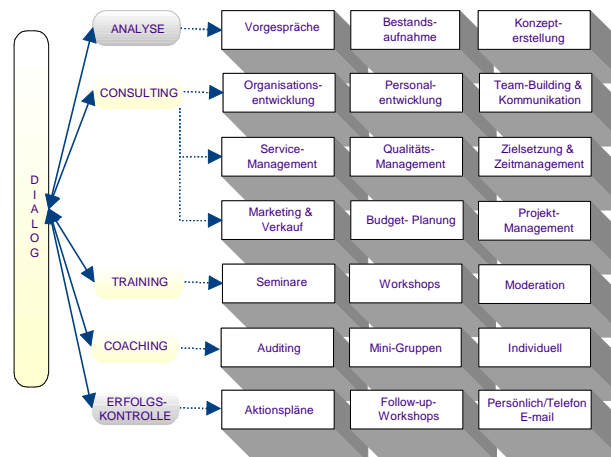 DIALOG
ANALYSE
Vorgespräche
Bestands-
aufnahme
Konzept-
erstellung
CONSULTING
Organisations-
entwicklung
Personal-
entwicklung
Team-Building &
Kommunikation
Service-
Management
Qualitäts-
Management
Zielsetzung &
Zeitmanagement
Marketing &
Verkauf
Budget- Planung
Projekt-
Management
TRAINING
Seminare
Workshops
Moderation
COACHING
Auditing
Mini-Gruppen
Individuell
ERFOLGS-
KONTROLLE
Aktionspläne
Follow-up-
Workshops
Persönlich/Telefon
E-mail